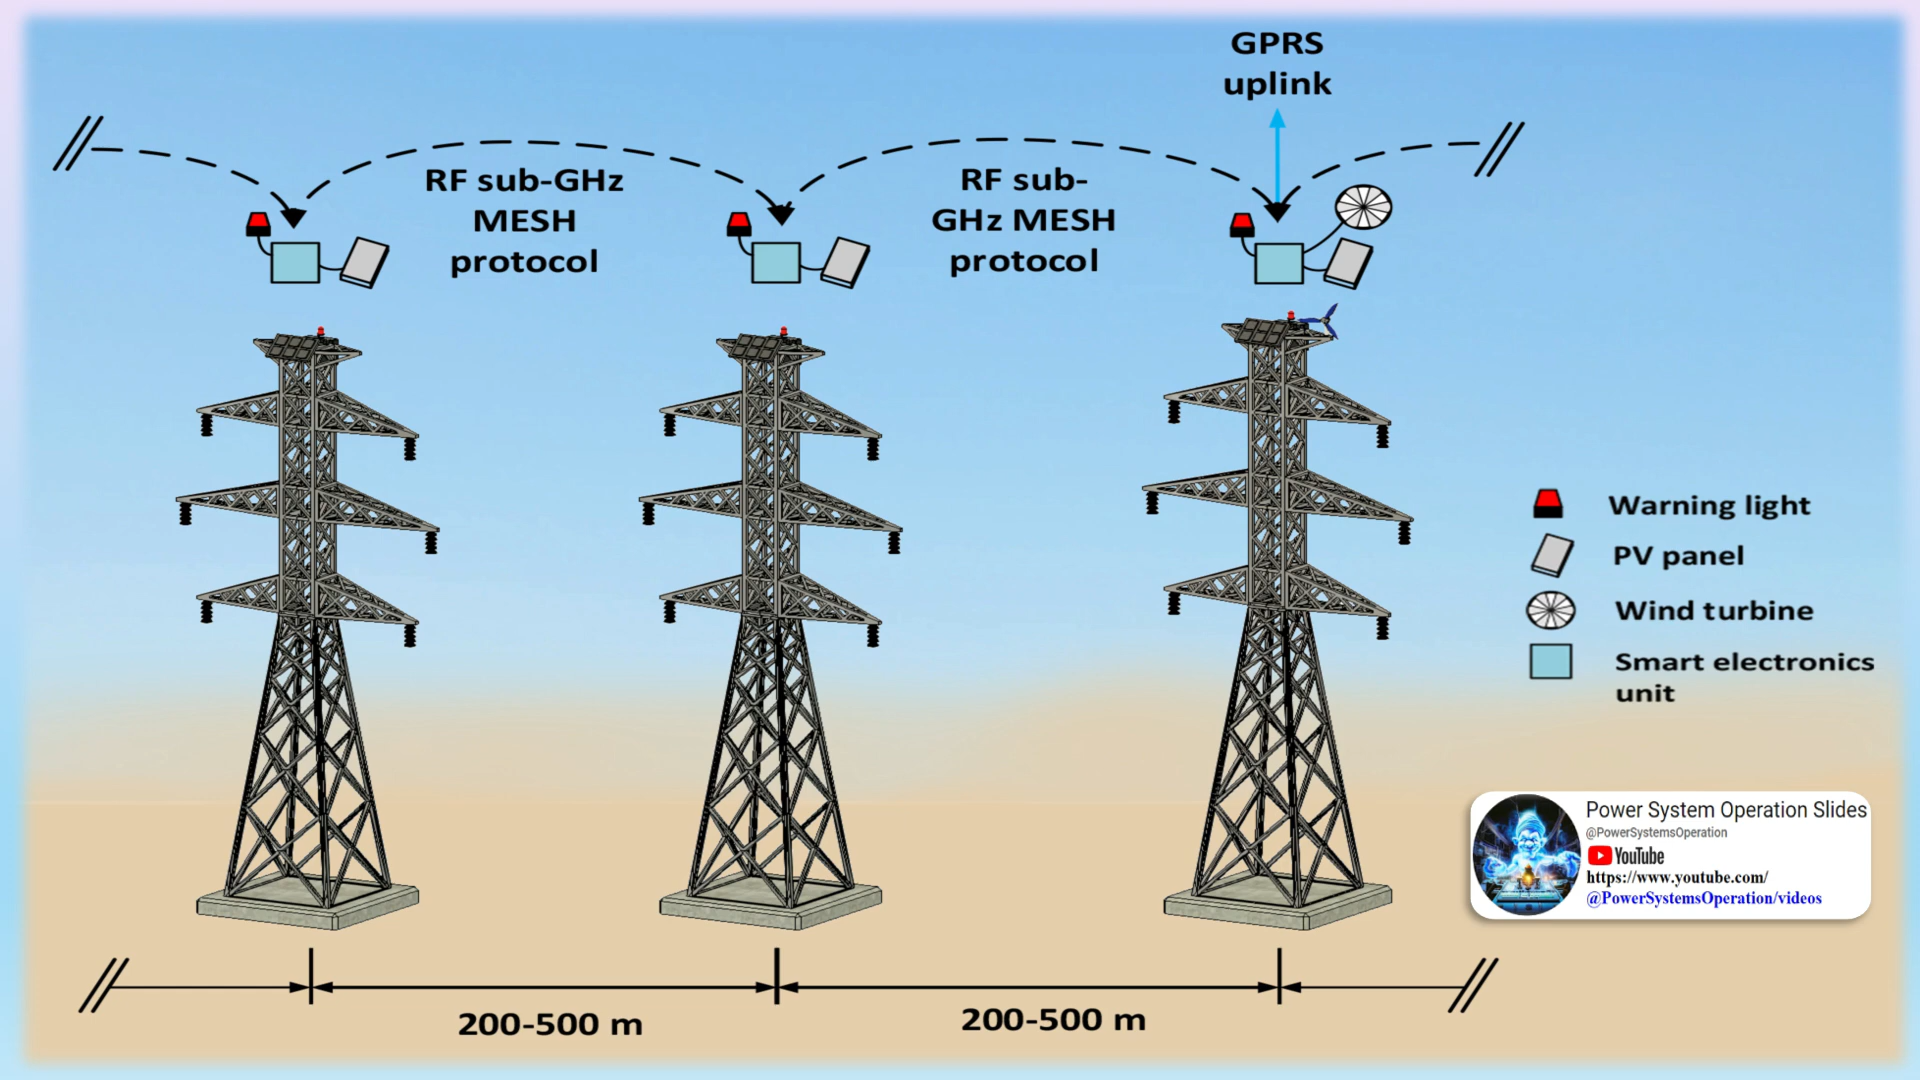 GPRS
uplink
RF sub-GHz
MESH
protocol
RF sub-
GHz MESH
protocol
Warning light
PV panel
Wind turbine
Smart electronics
unit
Power System Operation Slides
@PowerSystemsOperation
YouTube
https://www.youtube.com/
@PowerSystemsOperation/videos
200-500 m
200-500 m